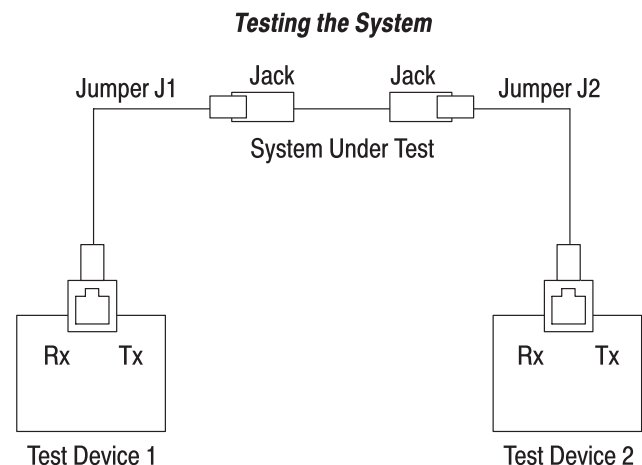 Testing the System
Jumper J1
Jack
Jack
Jumper J2
System Under Test
Rx
Tx
Rx
Tx
Test Device 1
Test Device 2